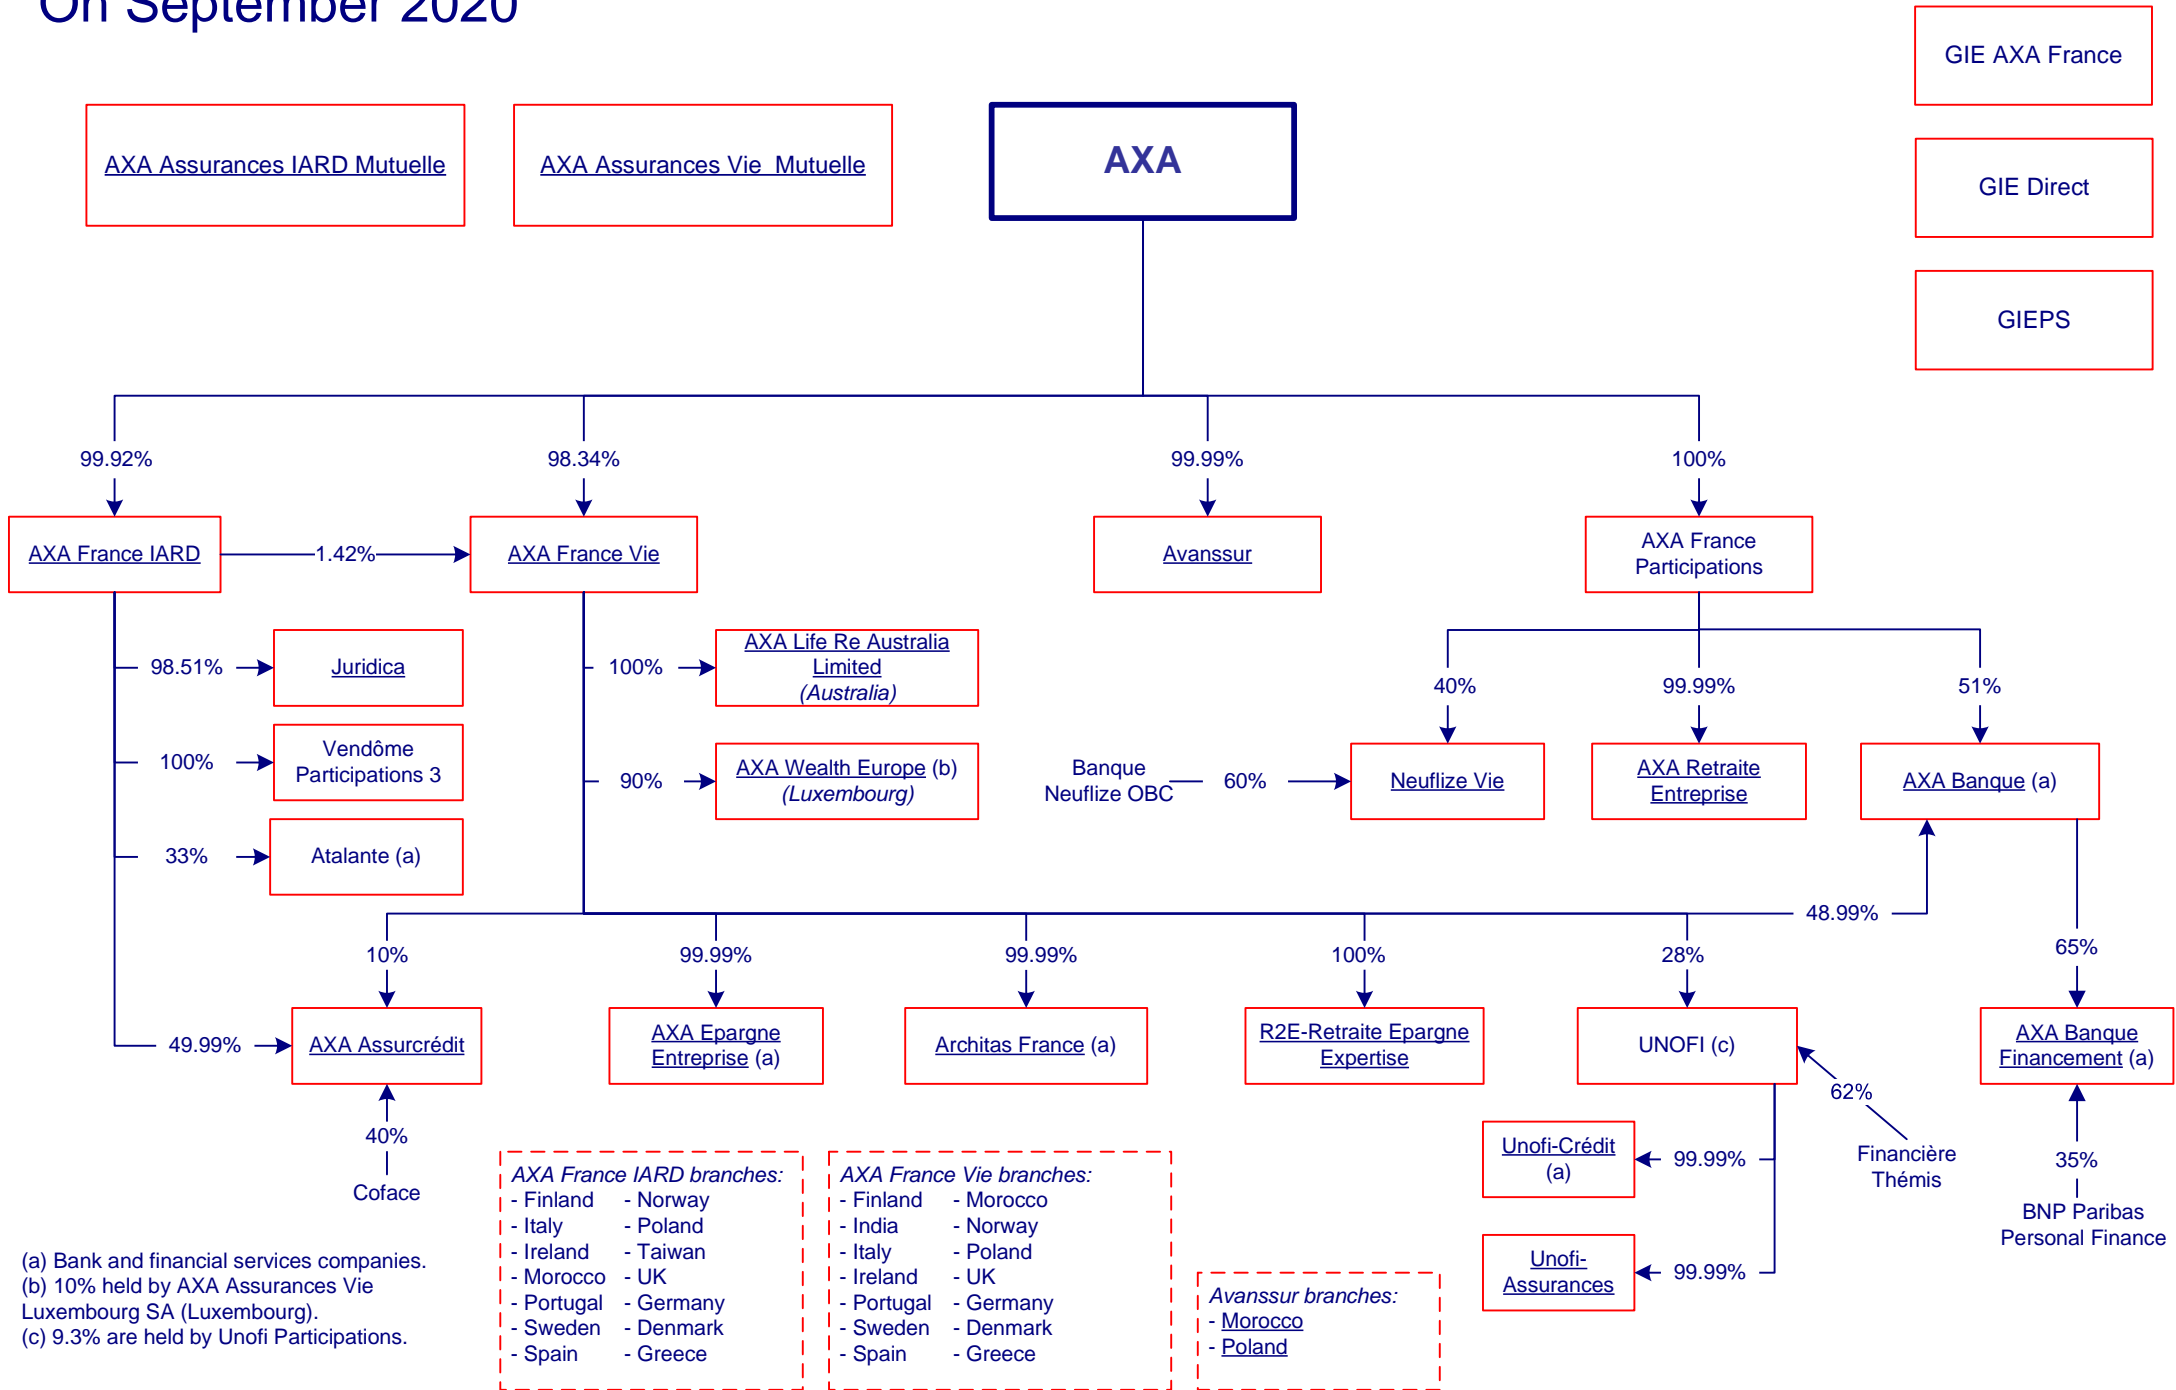 On September 2020
GIE AXA France
AXA Assurances IARD Mutuelle
AXA Assurances Vie Mutuelle
AXA
GIE Direct
GIEPS
99.92%
98.34%
99.99%
100%
AXA France IARD
1.42%
AXA France Vie
Avanssur
AXA France
Participations
98.51%
Juridica
100%
AXA Life Re Australia
Limited
(Australia)
40%
99.99%
51%
100%
Vendôme
Participations 3
90%
AXA Wealth Europe (b)
(Luxembourg)
Banque
Neuflize OBC
60%
Neuflize Vie
AXA Retraite
Entreprise
AXA Banque (a)
33%
Atalante (a)
48.99%
10%
99.99%
99.99%
100%
28%
65%
49.99%
AXA Assurcrédit
AXA Epargne
Entreprise (a)
Architas France (a)
R2E-Retraite Epargne
Expertise
UNOFI (c)
AXA Banque
Financement (a)
62%
40%
Coface
Unofi-Crédit
(a)
99.99%
Financière
Thémis
35%
BNP Paribas
Personal Finance
Unofi-
Assurances
99.99%
AXA France IARD branches:
- Finland - Norway
- Italy - Poland
- Ireland - Taiwan
- Morocco - UK
- Portugal - Germany
- Sweden - Denmark
- Spain - Greece
AXA France Vie branches:
- Finland - Morocco
- India - Norway
- Italy - Poland
- Ireland - UK
- Portugal - Germany
- Sweden - Denmark
- Spain - Greece
Avanssur branches:
- Morocco
- Poland
(a) Bank and financial services companies.
(b) 10% held by AXA Assurances Vie
Luxembourg SA (Luxembourg).
(c) 9.3% are held by Unofi Participations.